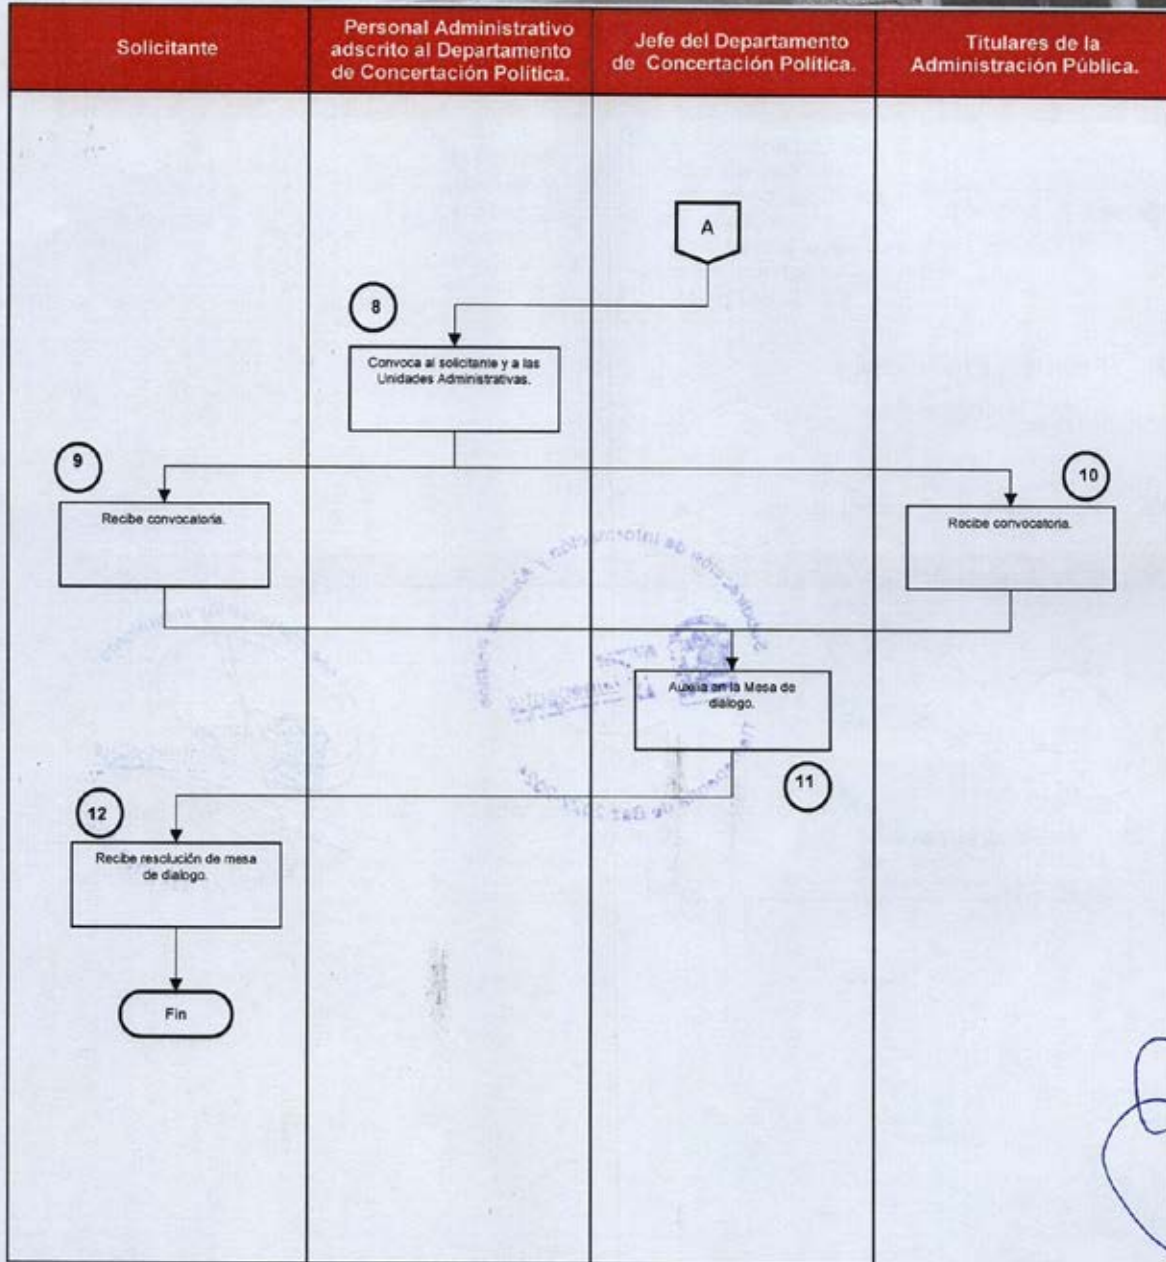 Solicitante
Personal Administrativo
adscrito al Departamento
de Concertación Política.
Jefe del Departamento
de Concertación Política.
Titulares de la
Administración Pública.
A
8
Convoca al solicitante y a las
Unidades Administrativas.
9
Recibe convocatoria.
10
Recibe convocatoria.
Auxilia en la Mesa de
dialogo.
11
12
Recibe resolución de mesa
de dialogo.
Fin